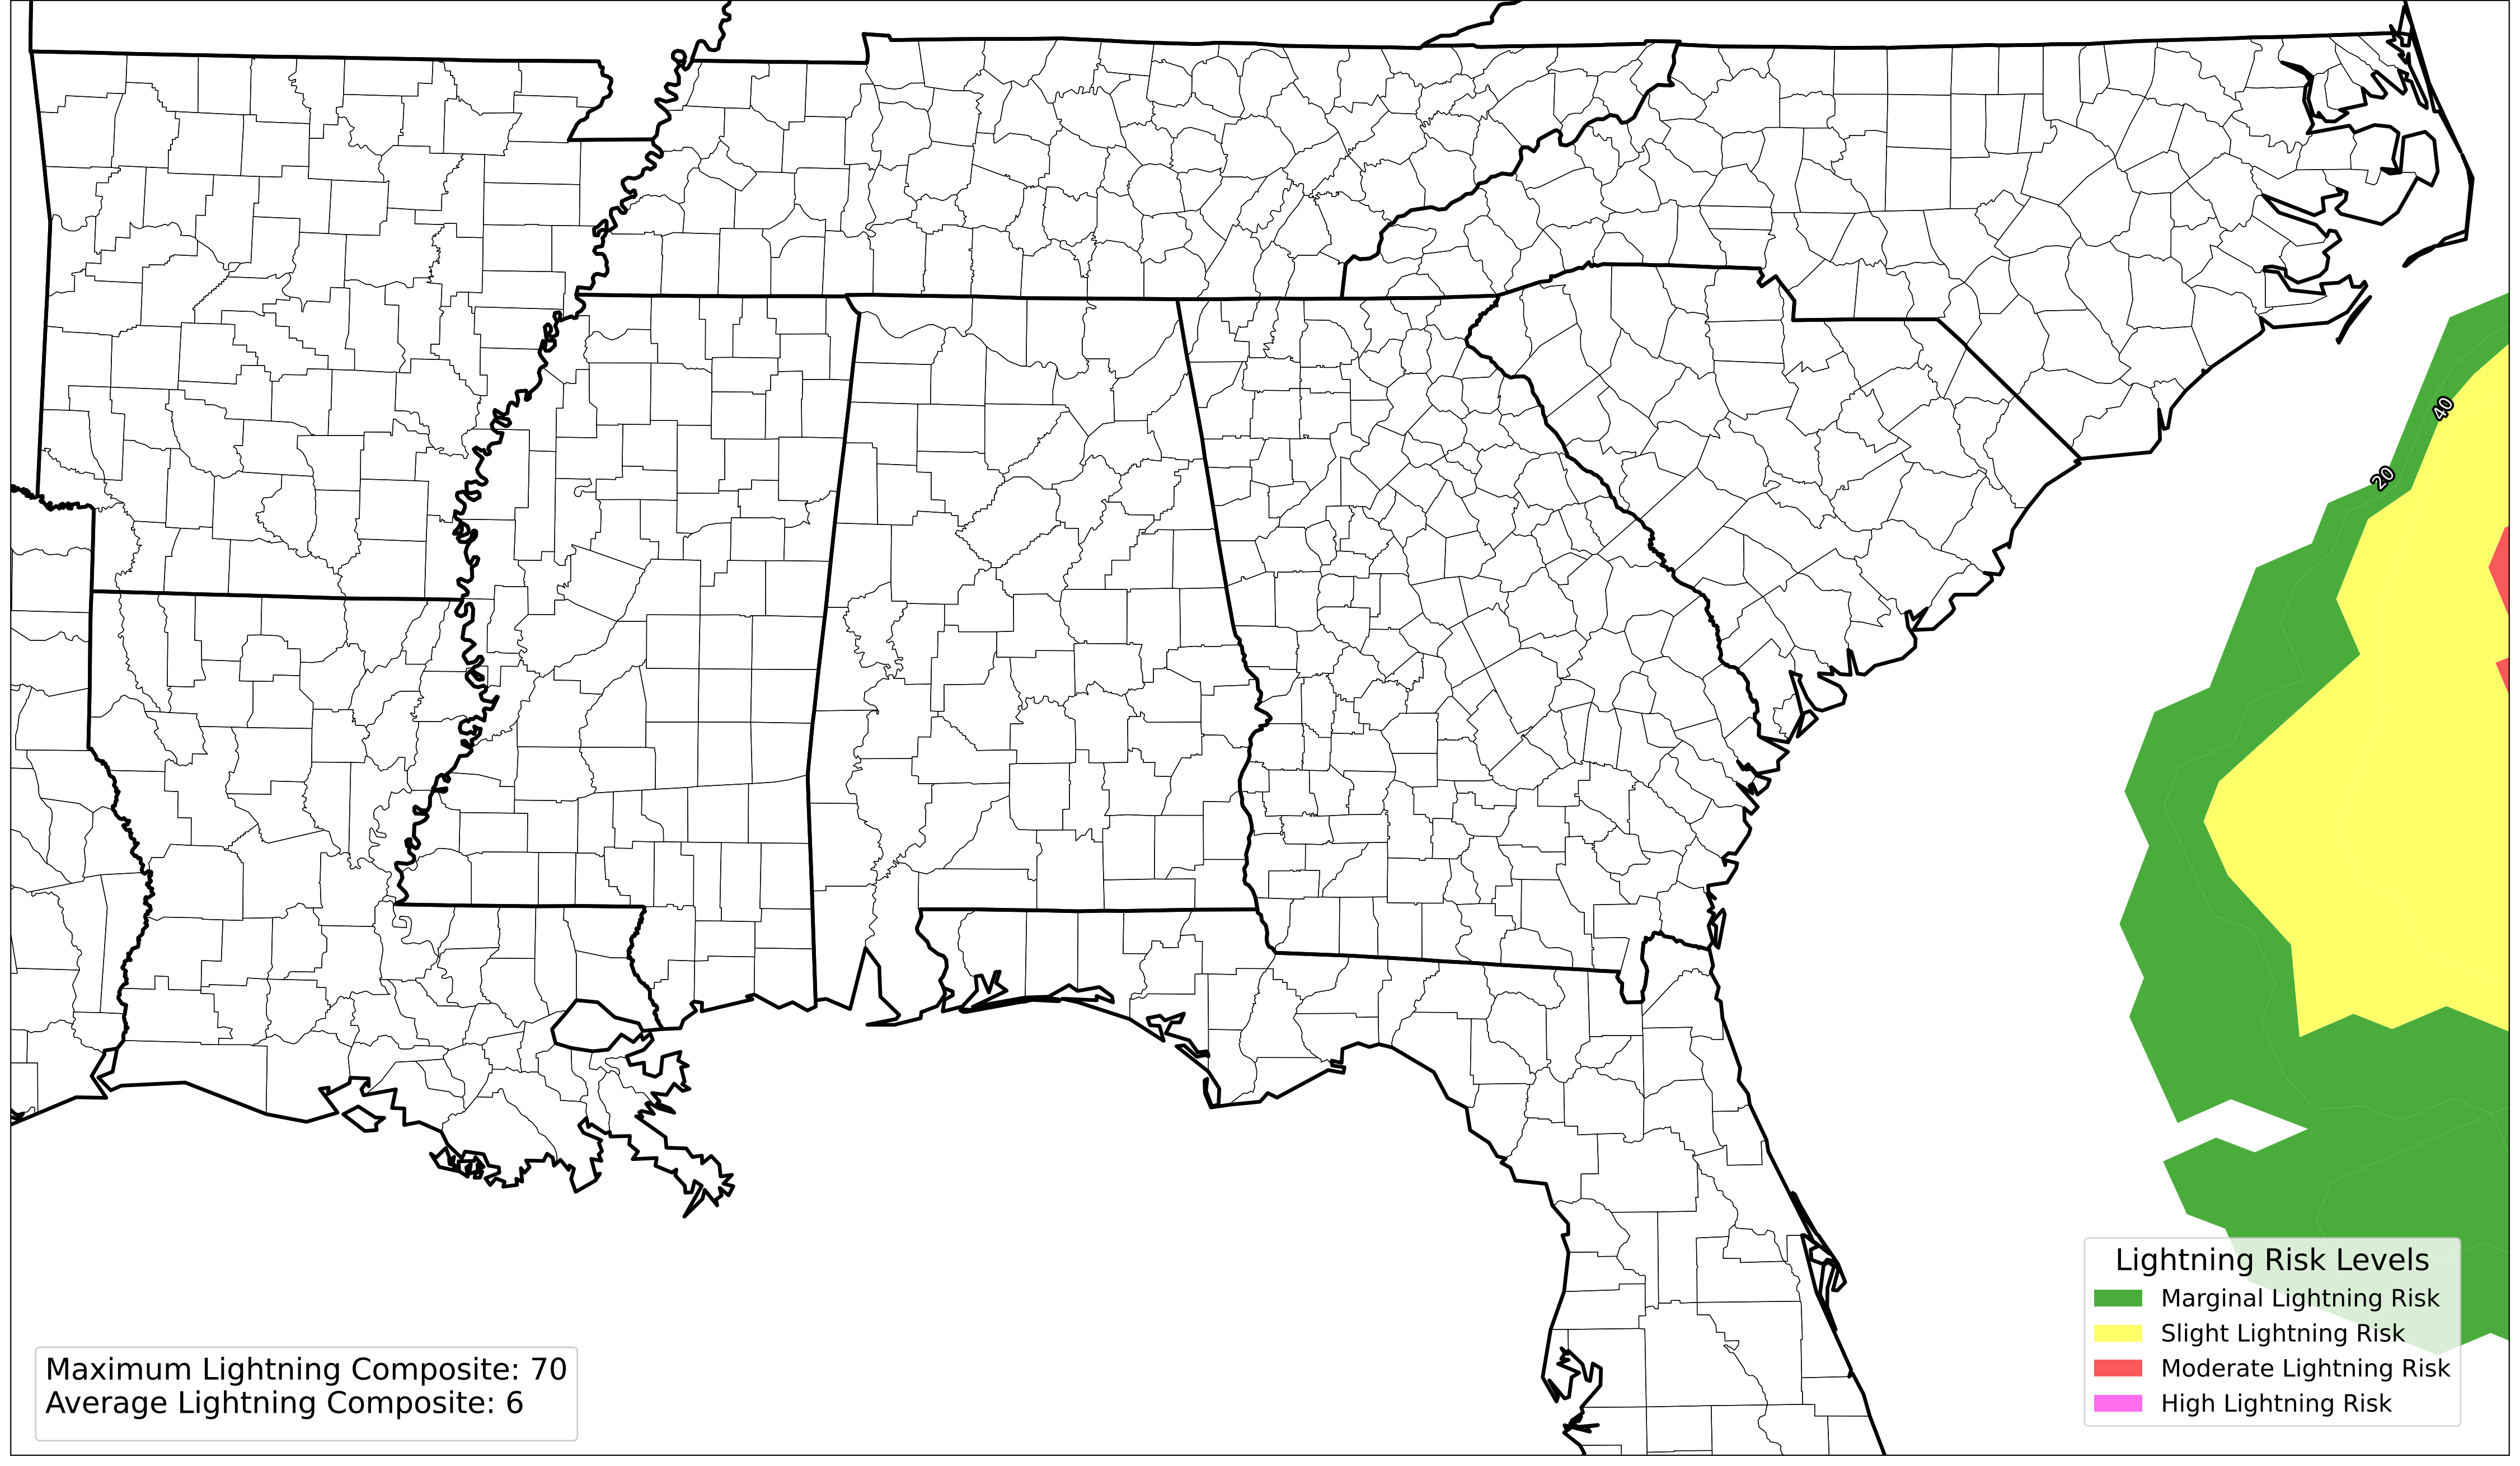 40
20
Lightning Risk Levels
Marginal Lightning Risk
Slight Lightning Risk
Moderate Lightning Risk
High Lightning Risk
Maximum Lightning Composite: 70
Average Lightning Composite: 6